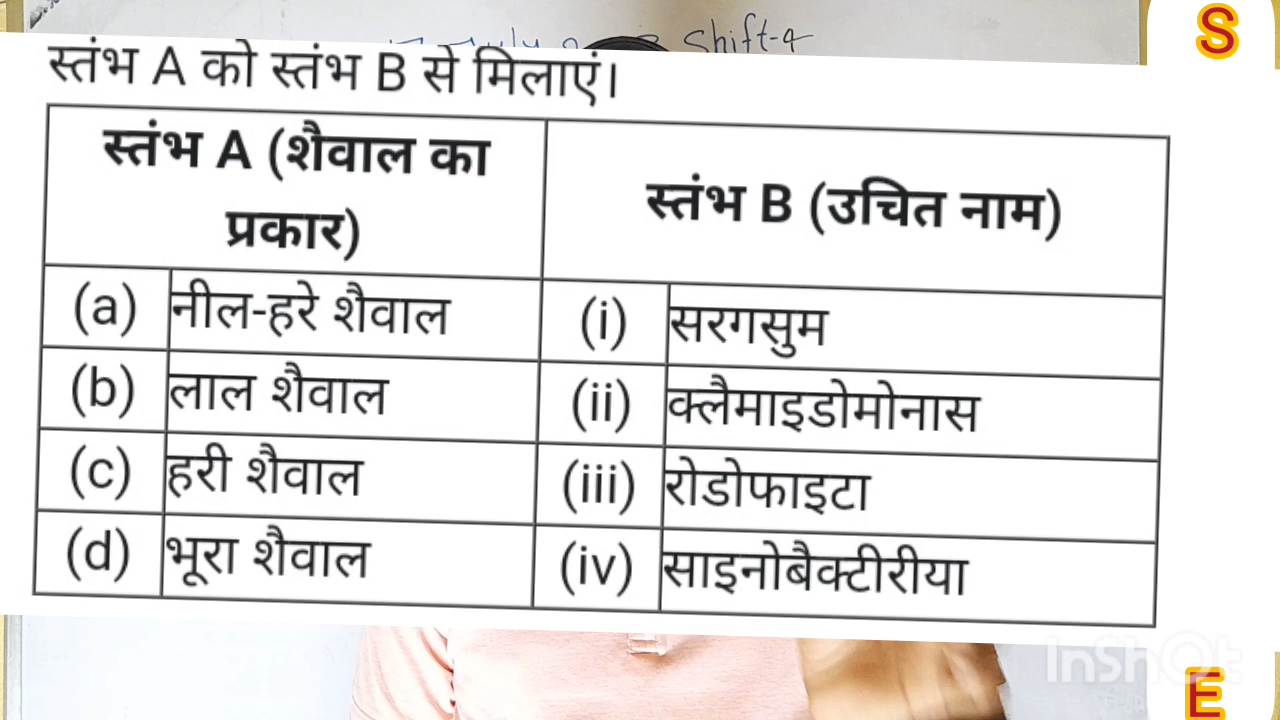 Shift-4
S
स्तंभ A को स्तंभ B से मिलाएं।
स्तंभ A (शैवाल का
प्रकार)
स्तंभ B (उचित नाम)
(a) नील-हरे शैवाल (i) सरगसुम
(b) लाल शैवाल (ii) क्लैमाइडोमोनास
(c) हरी शैवाल (iii) रोडोफाइटा
(d) भूरा शैवाल (iv) साइनोबैक्टीरीया
InShOt
E